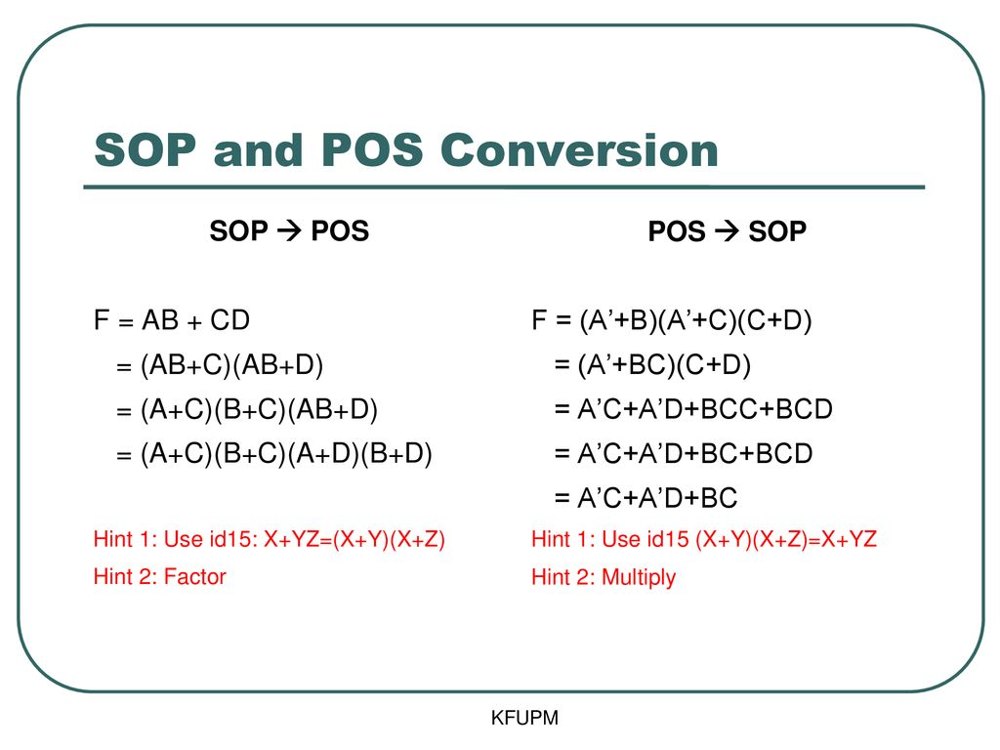 SOP and POS Conversion
SOP → POS
F = AB + CD
= (AB+C)(AB+D)
= (A+C)(B+C)(AB+D)
= (A+C)(B+C)(A+D)(B+D)
Hint 1: Use id15: X+YZ=(X+Y)(X+Z)
Hint 2: Factor
POS → SOP
F = (A’+B)(A’+C)(C+D)
= (A’+BC)(C+D)
= A’C+A’D+BCC+BCD
= A’C+A’D+BC+BCD
= A’C+A’D+BC
Hint 1: Use id15 (X+Y)(X+Z)=X+YZ
Hint 2: Multiply
KFUPM